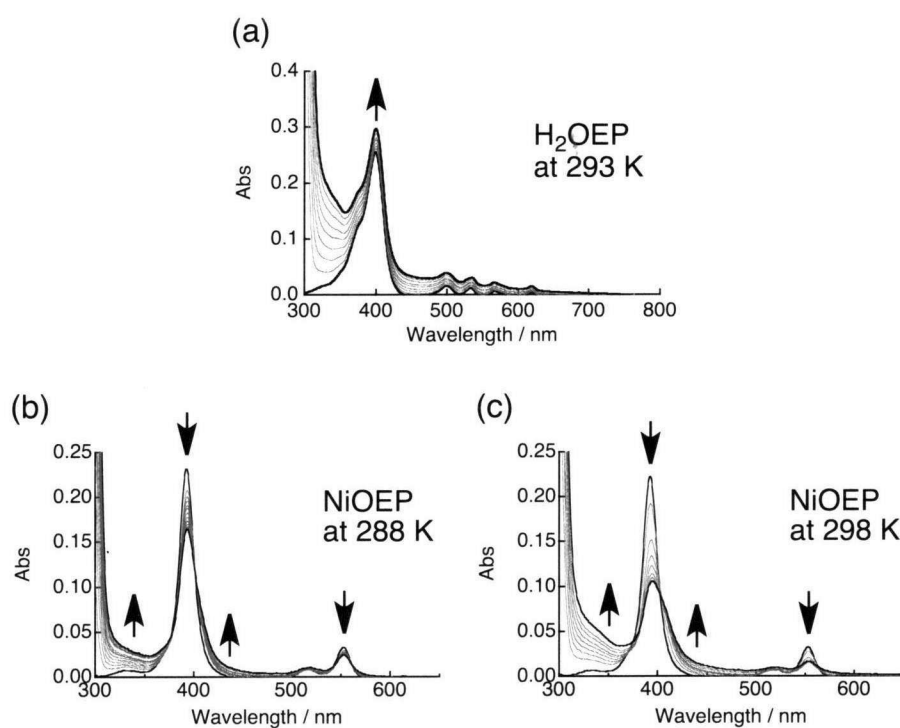 (a)
0.4
0.3
0.2
0.1
0.0
Abs
300 400 500 600 700 800
Wavelength / nm
H₂OEP
at 293 K
(b)
0.25
0.20
0.15
0.10
0.05
0.00
Abs
300 400 500 600
Wavelength / nm
NiOEP
at 288 K
(c)
0.25
0.20
0.15
0.10
0.05
0.00
Abs
300 400 500 600
Wavelength / nm
NiOEP
at 298 K